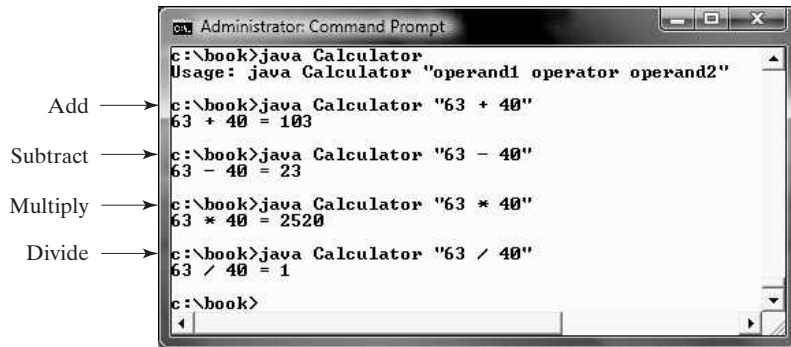 Administrator: Command Prompt
c:\book>java Calculator
Usage: java Calculator "operand1 operator operand2"
Add
c:\book>java Calculator "63 + 40"
63 + 40 = 103
Subtract
c:\book>java Calculator "63 - 40"
63 - 40 = 23
Multiply
c:\book>java Calculator "63 * 40"
63 * 40 = 2520
Divide
c:\book>java Calculator "63 / 40"
63 / 40 = 1
c:\book>